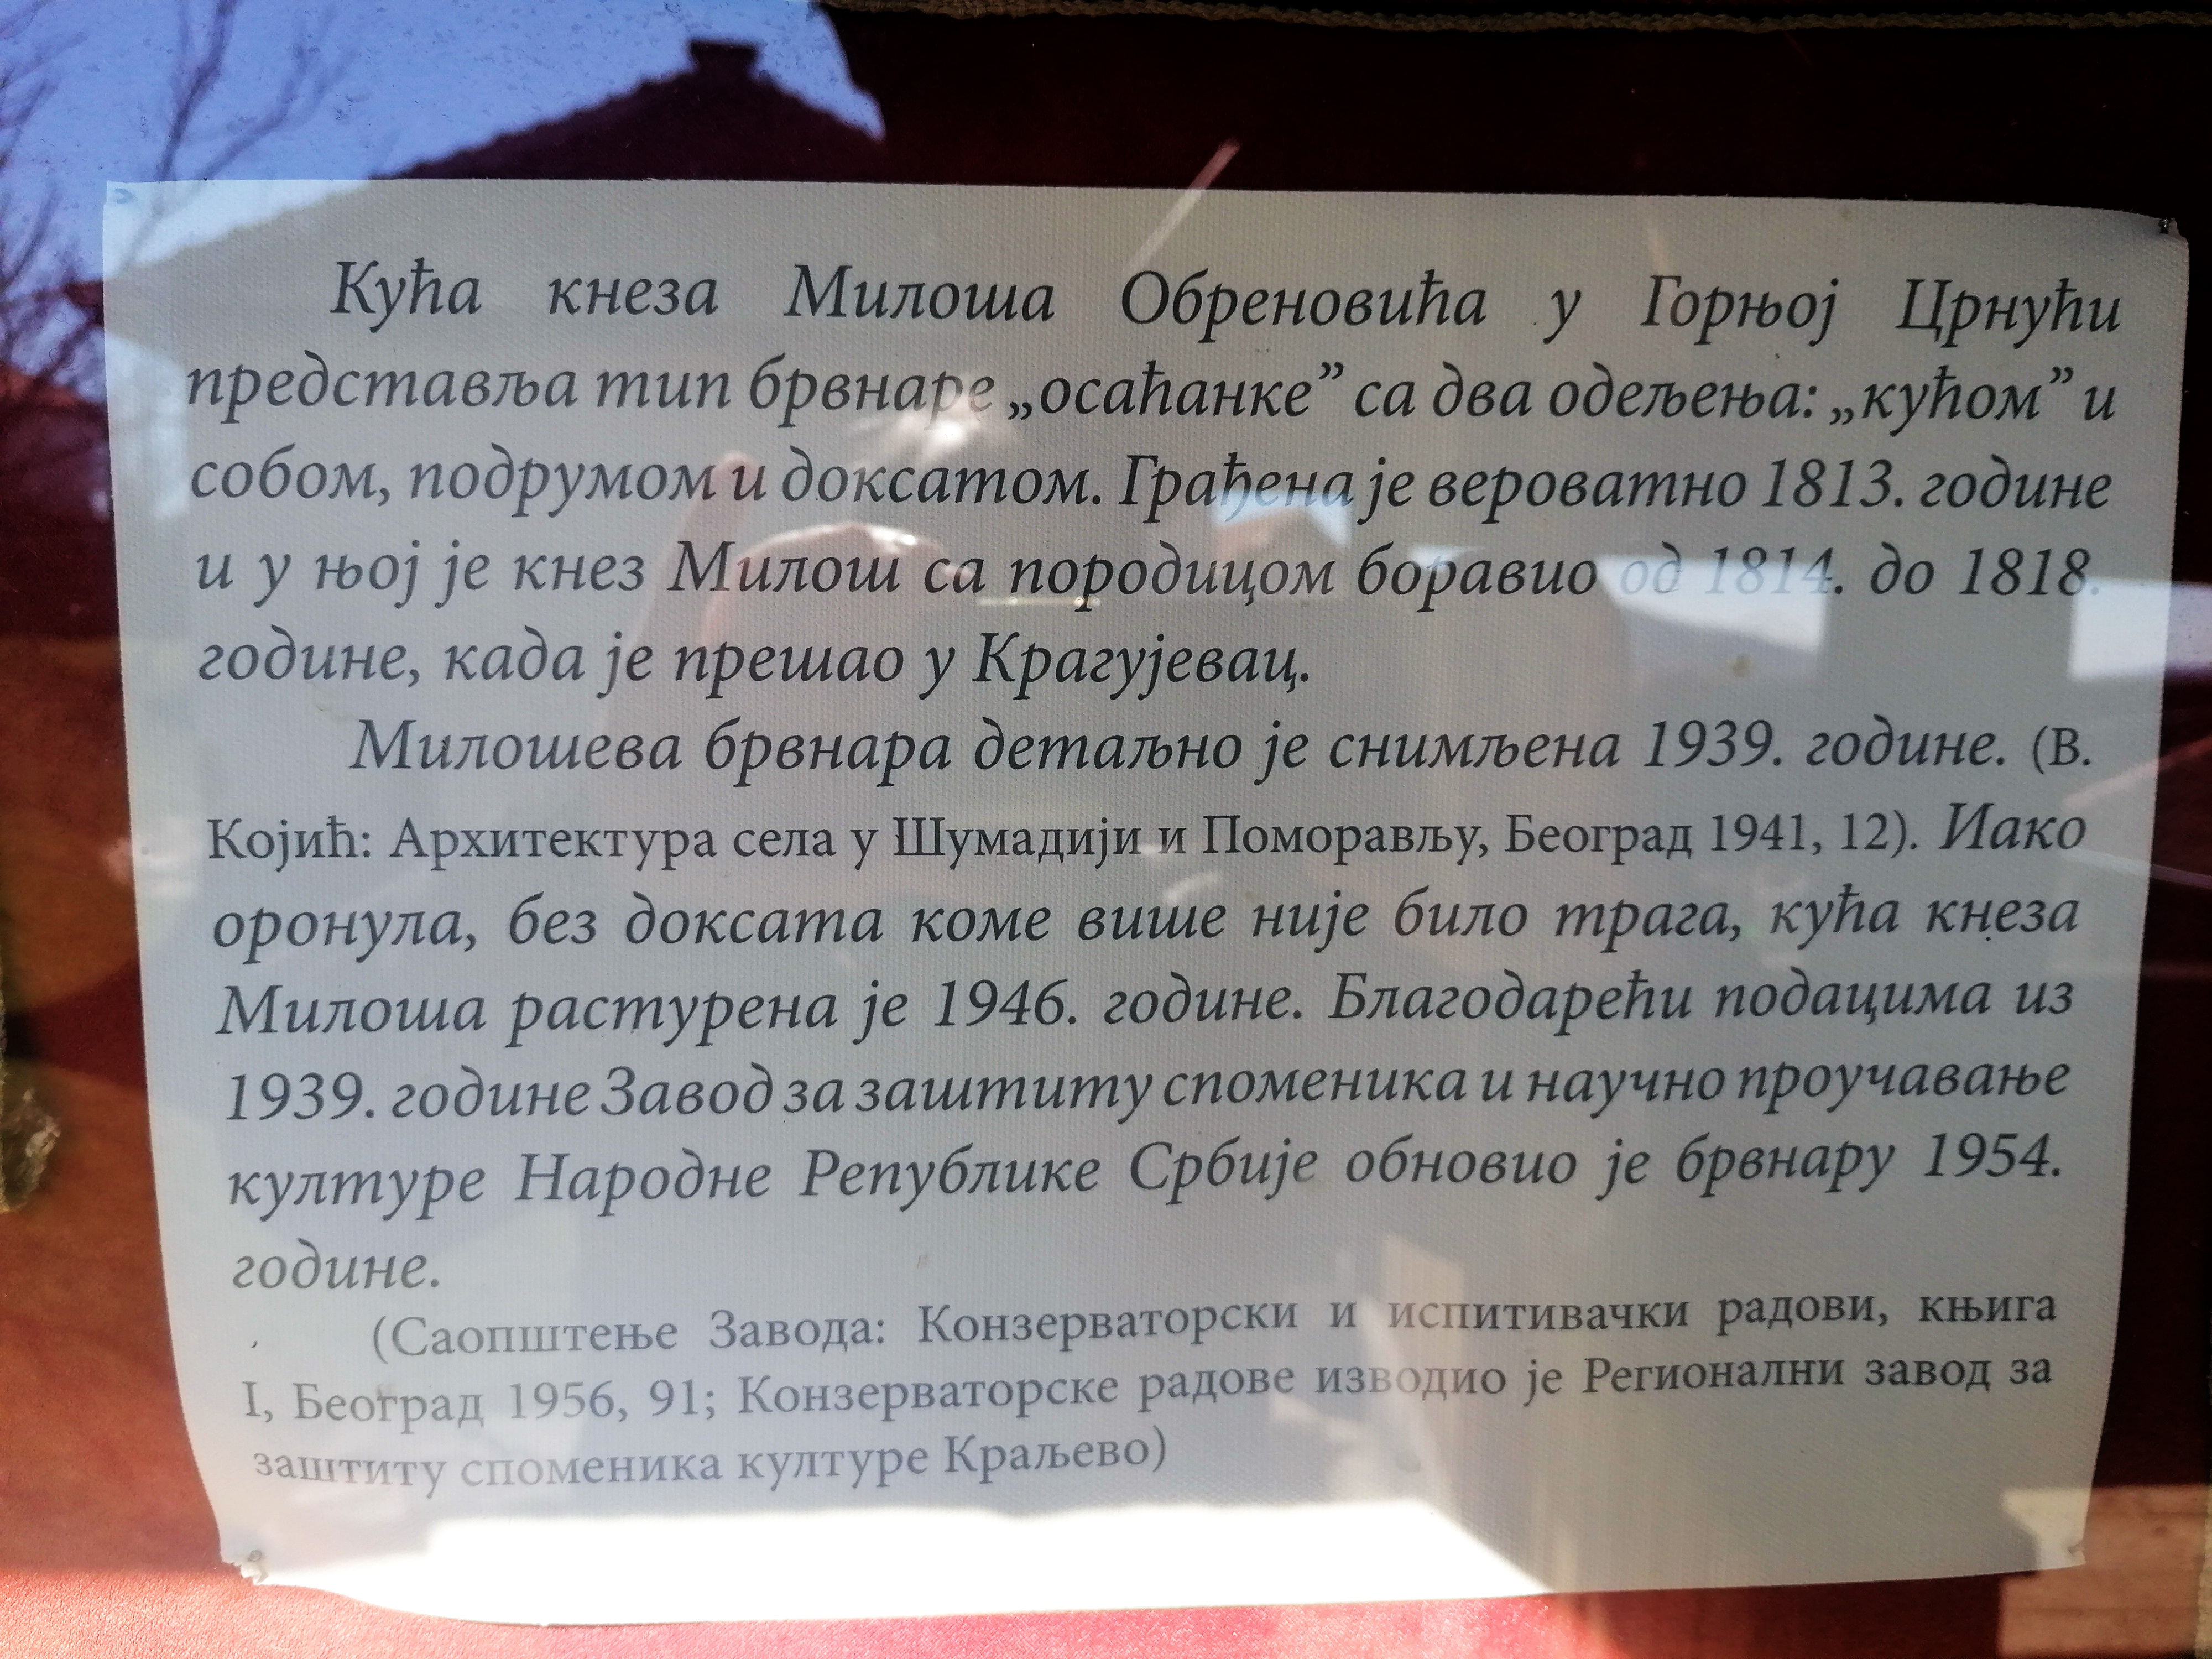 Кућа кнеза Милоша Обреновића у Горњој Црнући
представља тип брвнаре „осаћанке” са два одељења: „кућом” и
собом, подрумом и доксатом. Грађена је вероватно 1813. године
и у њој је кнез Милош са породицом боравио од 1814. до 1818.
године, када је прешао у Крагујевац.
Милошева брвнара детаљно је снимљена 1939. године. (В.
Којић: Архитектура села у Шумадији и Поморављу, Београд 1941, 12). Иако
оронула, без доксата коме више није било трага, кућа кнеза
Милоша растурена је 1946. године. Благодарећи подацима из
1939. године Завод за заштиту споменика и научно проучавање
културе Народне Републике Србије обновио је брвнару 1954.
године.
(Саопштење Завода: Конзерваторски и испитивачки радови, књига
I, Београд 1956, 91; Конзерваторске радове изводио је Регионални завод за
заштиту споменика културе Краљево)